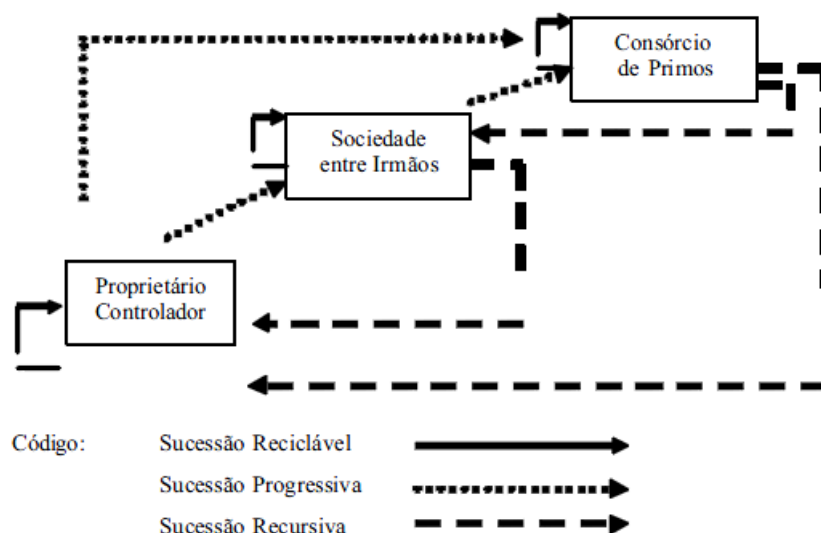 Consórcio
de Primos
Sociedade
entre Irmãos
Proprietário
Controlador
Código:
Sucessão Reciclável
Sucessão Progressiva
Sucessão Recursiva